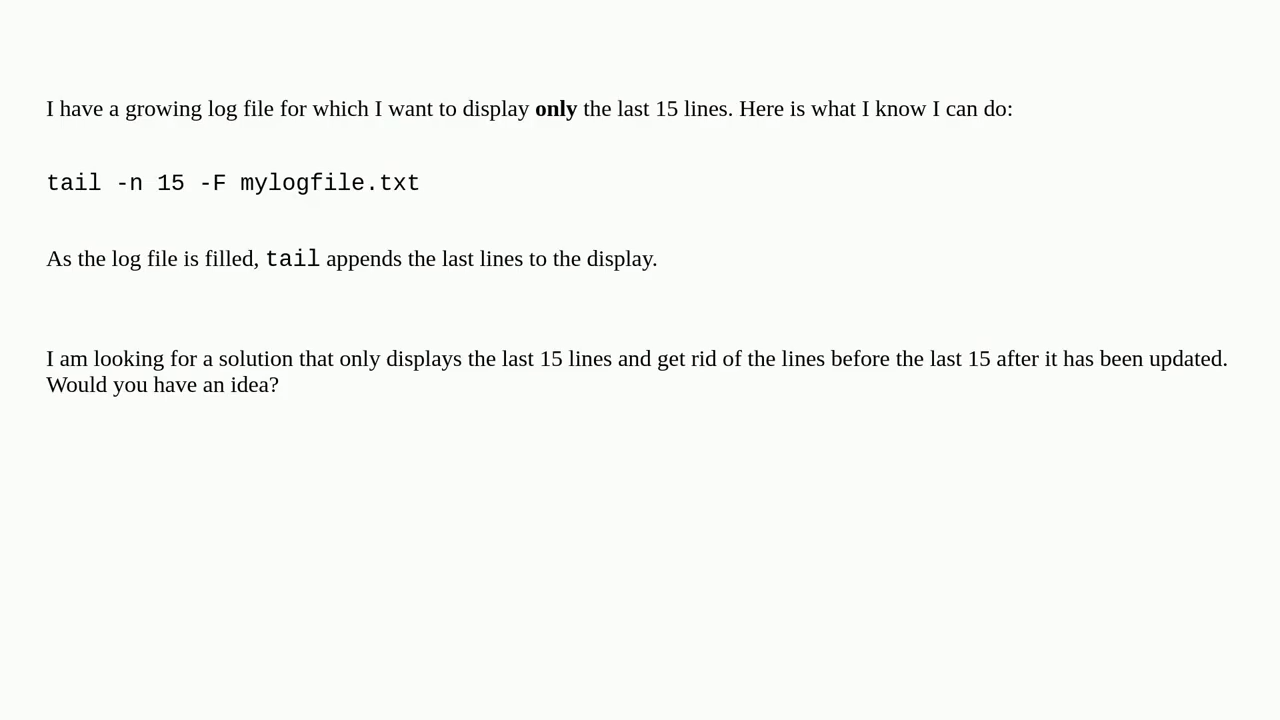 I have a growing log file for which I want to display only the last 15 lines. Here is what I know I can do:
tail -n 15 -F mylogfile.txt
As the log file is filled, tail appends the last lines to the display.
I am looking for a solution that only displays the last 15 lines and get rid of the lines before the last 15 after it has been updated.
Would you have an idea?